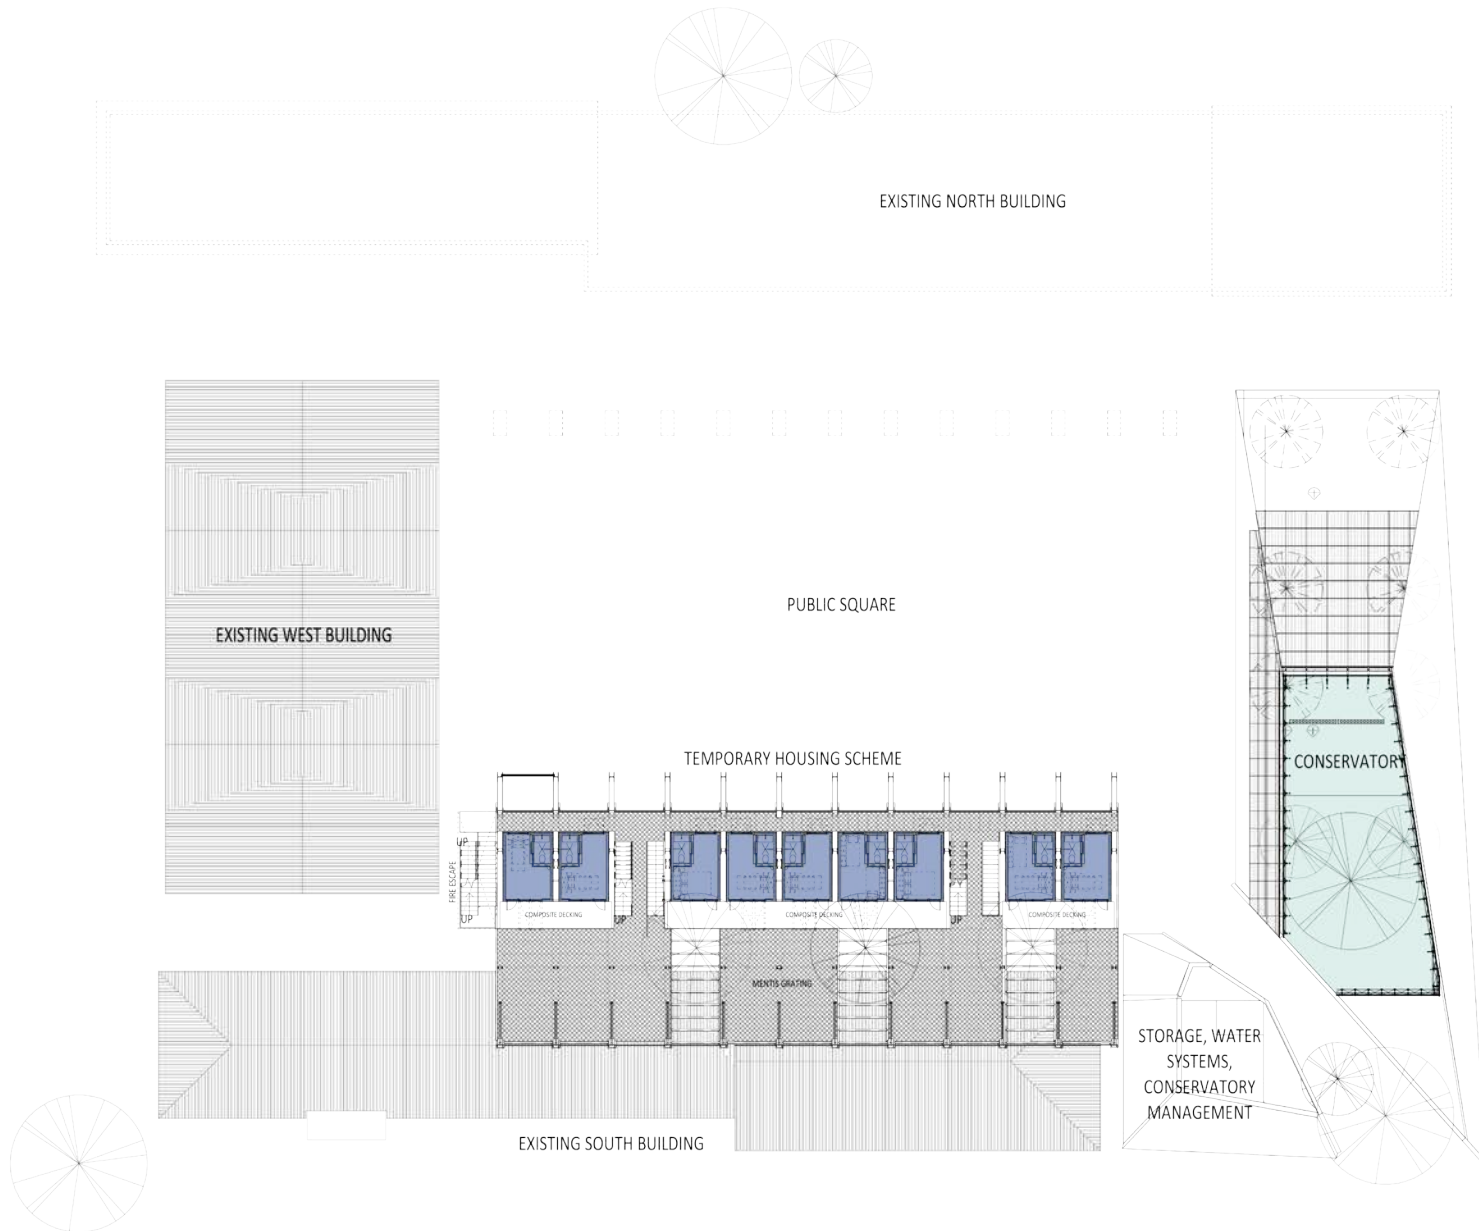 EXISTING NORTH BUILDING
PUBLIC SQUARE
EXISTING WEST BUILDING
TEMPORARY HOUSING SCHEME
CONSERVATORY
UP
FIRE ESCAPE
UP
UP
UP
COMPOSITE DECKING
COMPOSITE DECKING
COMPOSITE DECKING
MENTIS GRATING
STORAGE, WATER
SYSTEMS,
CONSERVATORY
MANAGEMENT
EXISTING SOUTH BUILDING